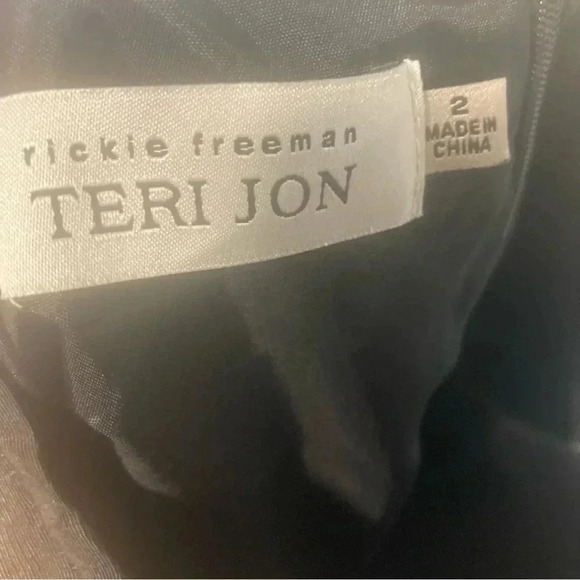 rickie freeman
TERI JON
2
MADE IN
CHINA